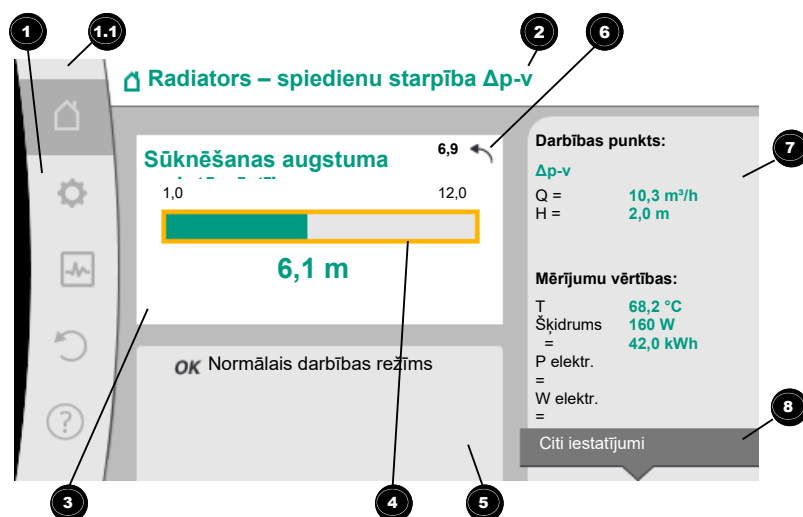 1
1.1
2
6
Radiators – spiedienu starpība Δp-v
Sūknēšanas augstuma
6,9
1,0
12,0
6,1 m
OK Normālais darbības režīms
Darbības punkts:
Δp-v
Q = 10,3 m³/h
H = 2,0 m
7
Mērījumu vērtības:
T 68,2 °C
Šķidrums 160 W
= 42,0 kWh
P elektr.
=
W elektr.
=
8
Citi iestatījumi
?
3
4
5